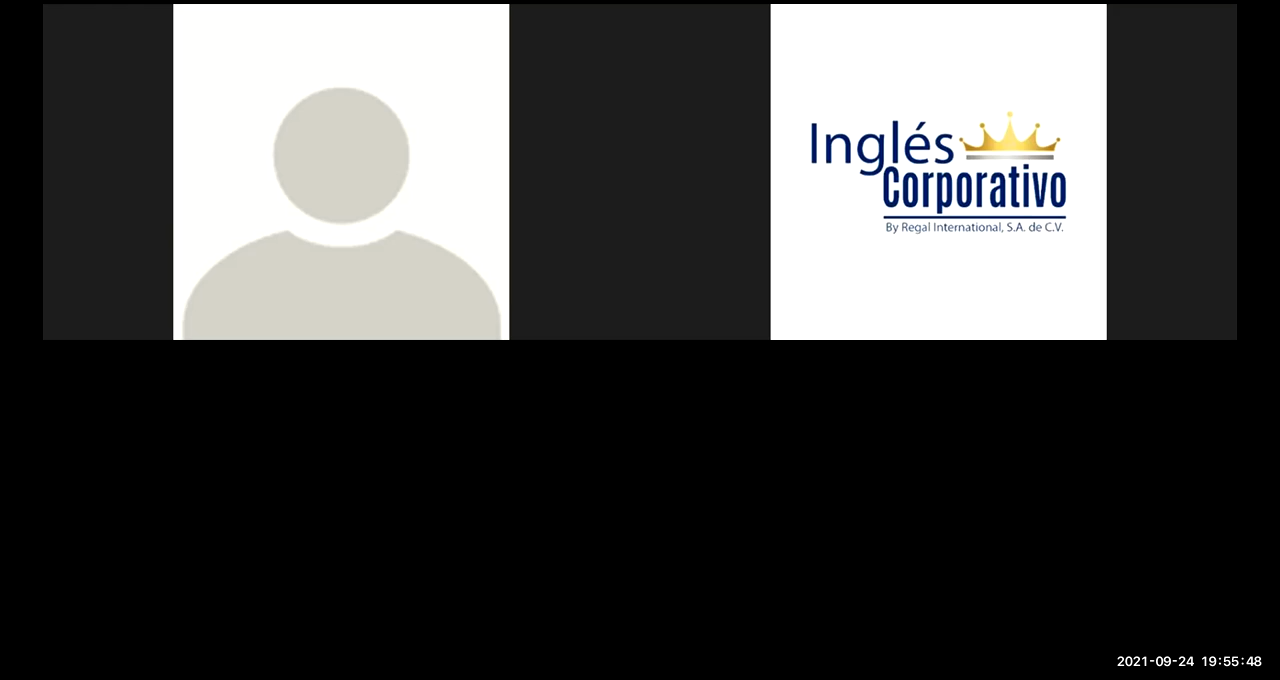 Inglés
Corporativo
By Regal International, S.A. de C.V.
2021-09-24 19:55:48